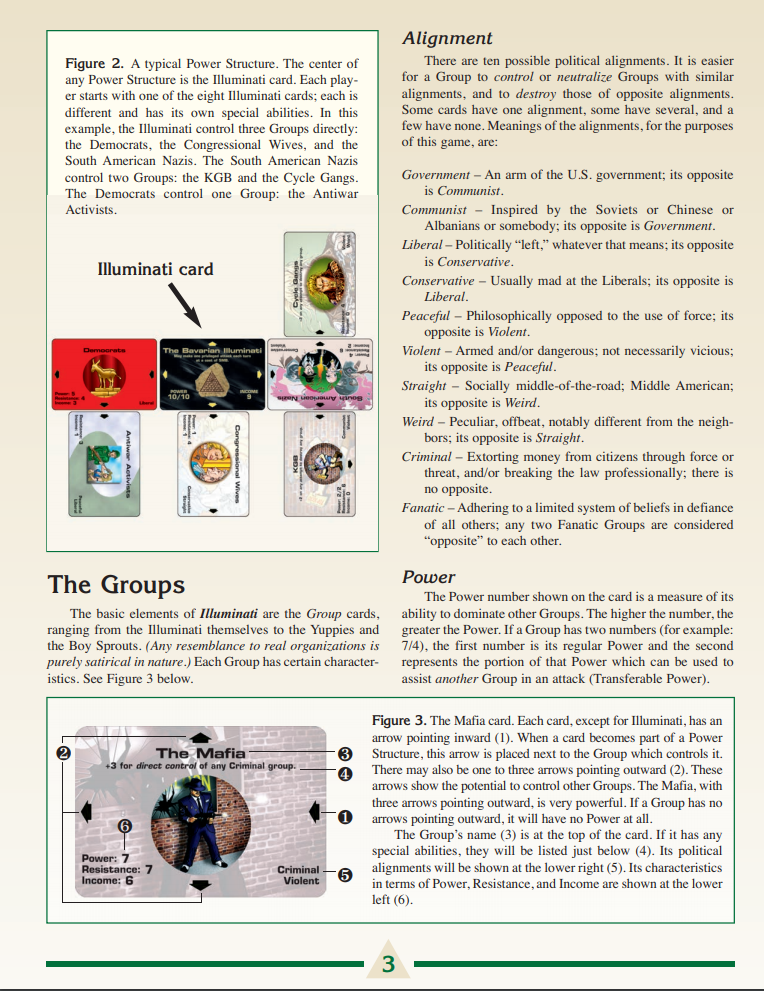 Figure 2. A typical Power Structure. The center of
any Power Structure is the Illuminati card. Each play-
er starts with one of the eight Illuminati cards; each is
different and has its own special abilities. In this
example, the Illuminati control three Groups directly:
the Democrats, the Congressional Wives, and the
South American Nazis. The South American Nazis
control two Groups: the KGB and the Cycle Gangs.
The Democrats control one Group: the Antiwar
Activists.
Illuminati card
Cycle Gangs
Democrats
Power: 5
Income: 3
Liberal
The Bavarian Illuminati
May make one privileged attack each turn
at a cost of 5MB
POWER
10/10
INCOME
9
South American Nazis
Antiwar Activists
Peaceful
Liberal
Congressional Wives
Conservative
Straight
KGB
The Groups
The basic elements of Illuminati are the Group cards,
ranging from the Illuminati themselves to the Yuppies and
the Boy Sprouts. (Any resemblance to real organizations is
purely satirical in nature.) Each Group has certain character-
istics. See Figure 3 below.
Alignment
There are ten possible political alignments. It is easier
for a Group to control or neutralize Groups with similar
alignments, and to destroy those of opposite alignments.
Some cards have one alignment, some have several, and a
few have none. Meanings of the alignments, for the purposes
of this game, are:
Government – An arm of the U.S. government; its opposite
is Communist.
Communist – Inspired by the Soviets or Chinese or
Albanians or somebody; its opposite is Government.
Liberal – Politically “left,” whatever that means; its opposite
is Conservative.
Conservative – Usually mad at the Liberals; its opposite is
Liberal.
Peaceful – Philosophically opposed to the use of force; its
opposite is Violent.
Violent – Armed and/or dangerous; not necessarily vicious;
its opposite is Peaceful.
Straight – Socially middle-of-the-road; Middle American;
its opposite is Weird.
Weird – Peculiar, offbeat, notably different from the neigh-
bors; its opposite is Straight.
Criminal – Extorting money from citizens through force or
threat, and/or breaking the law professionally; there is
no opposite.
Fanatic – Adhering to a limited system of beliefs in defiance
of all others; any two Fanatic Groups are considered
“opposite” to each other.
Power
The Power number shown on the card is a measure of its
ability to dominate other Groups. The higher the number, the
greater the Power. If a Group has two numbers (for example:
7/4), the first number is its regular Power and the second
represents the portion of that Power which can be used to
assist another Group in an attack (Transferable Power).
2
The Mafia
3
+3 for direct control of any Criminal group.
4
1
6
Power: 7
Resistance: 7
Income: 6
Criminal
Violent
5
Figure 3. The Mafia card. Each card, except for Illuminati, has an
arrow pointing inward (1). When a card becomes part of a Power
Structure, this arrow is placed next to the Group which controls it.
There may also be one to three arrows pointing outward (2). These
arrows show the potential to control other Groups. The Mafia, with
three arrows pointing outward, is very powerful. If a Group has no
arrows pointing outward, it will have no Power at all.
The Group’s name (3) is at the top of the card. If it has any
special abilities, they will be listed just below (4). Its political
alignments will be shown at the lower right (5). Its characteristics
in terms of Power, Resistance, and Income are shown at the lower
left (6).
3